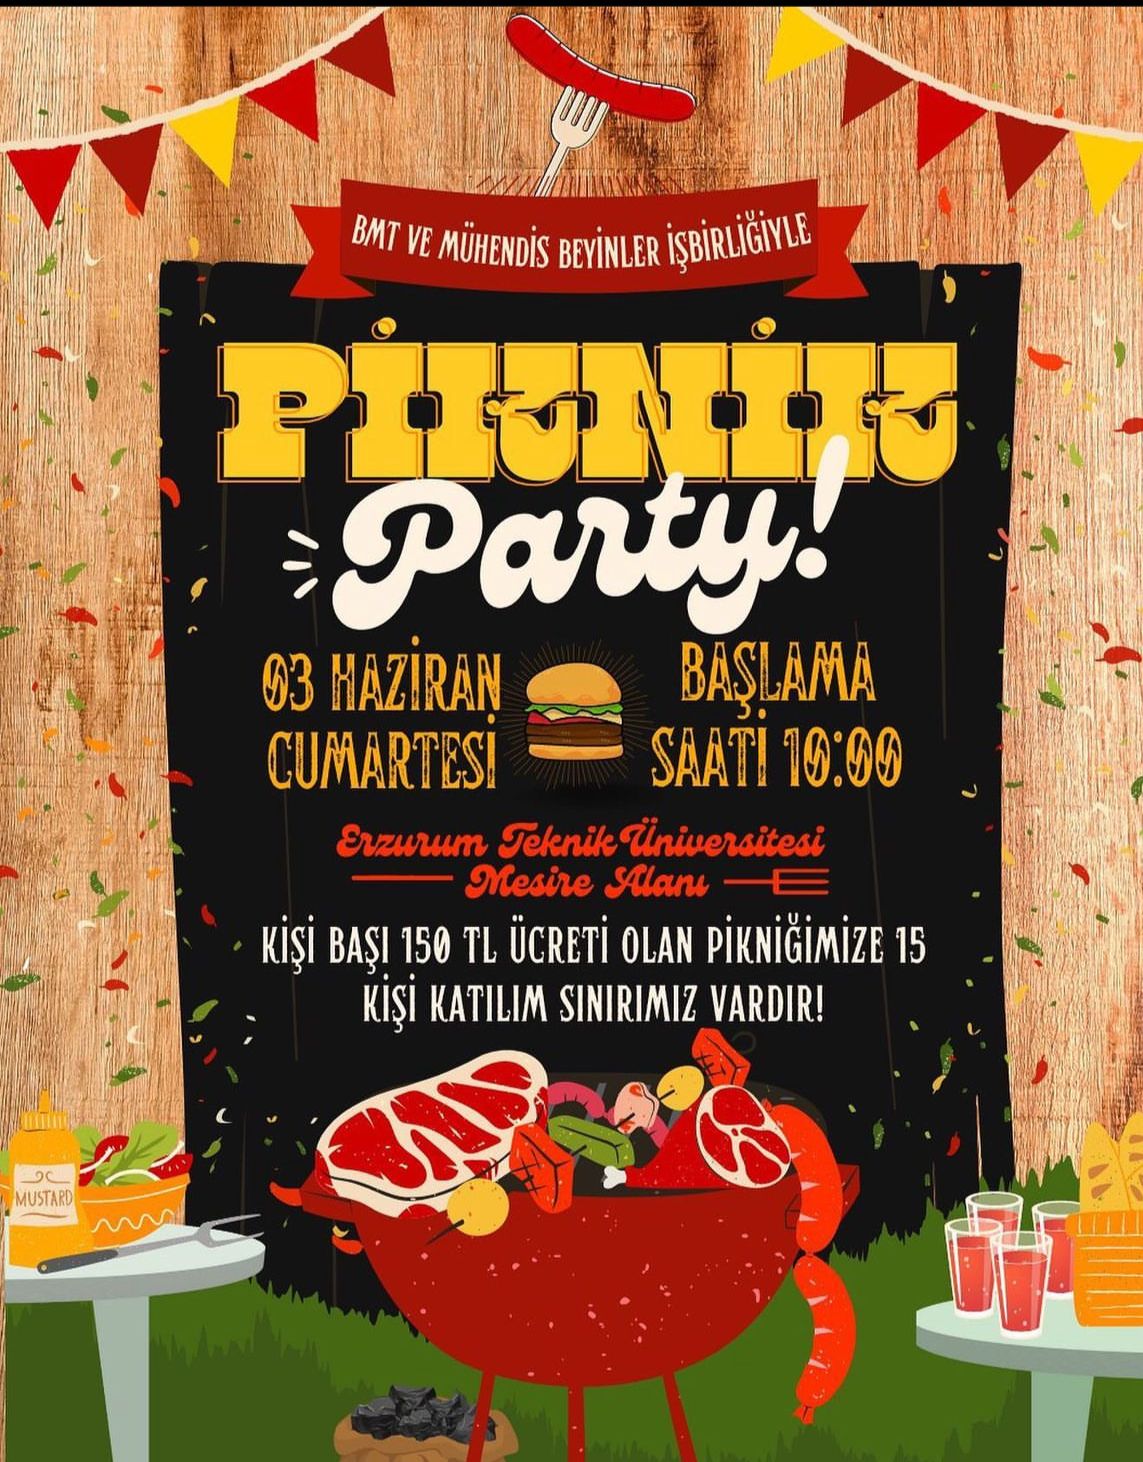 BMT VE MÜHENDİS BEYİNLER İŞBİRLİĞİYLE
PİKNİK
Party!
03 HAZİRAN
CUMARTESİ
BAŞLAMA
SAATİ 10:00
Erzurum Teknik Üniversitesi
Mesire Alanı
KİŞİ BAŞI 150 TL ÜCRETİ OLAN PİKNİĞİMİZE 15
KİŞİ KATILIM SINIRIMIZ VARDIR!
MUSTARD